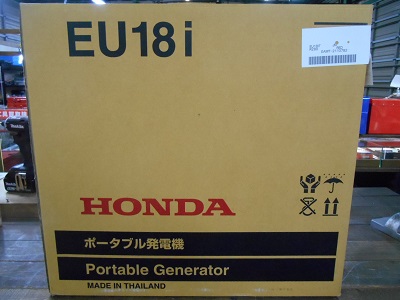 EU18i
HONDA
ポータブル発電機
Portable Generator
MADE IN THAILAND